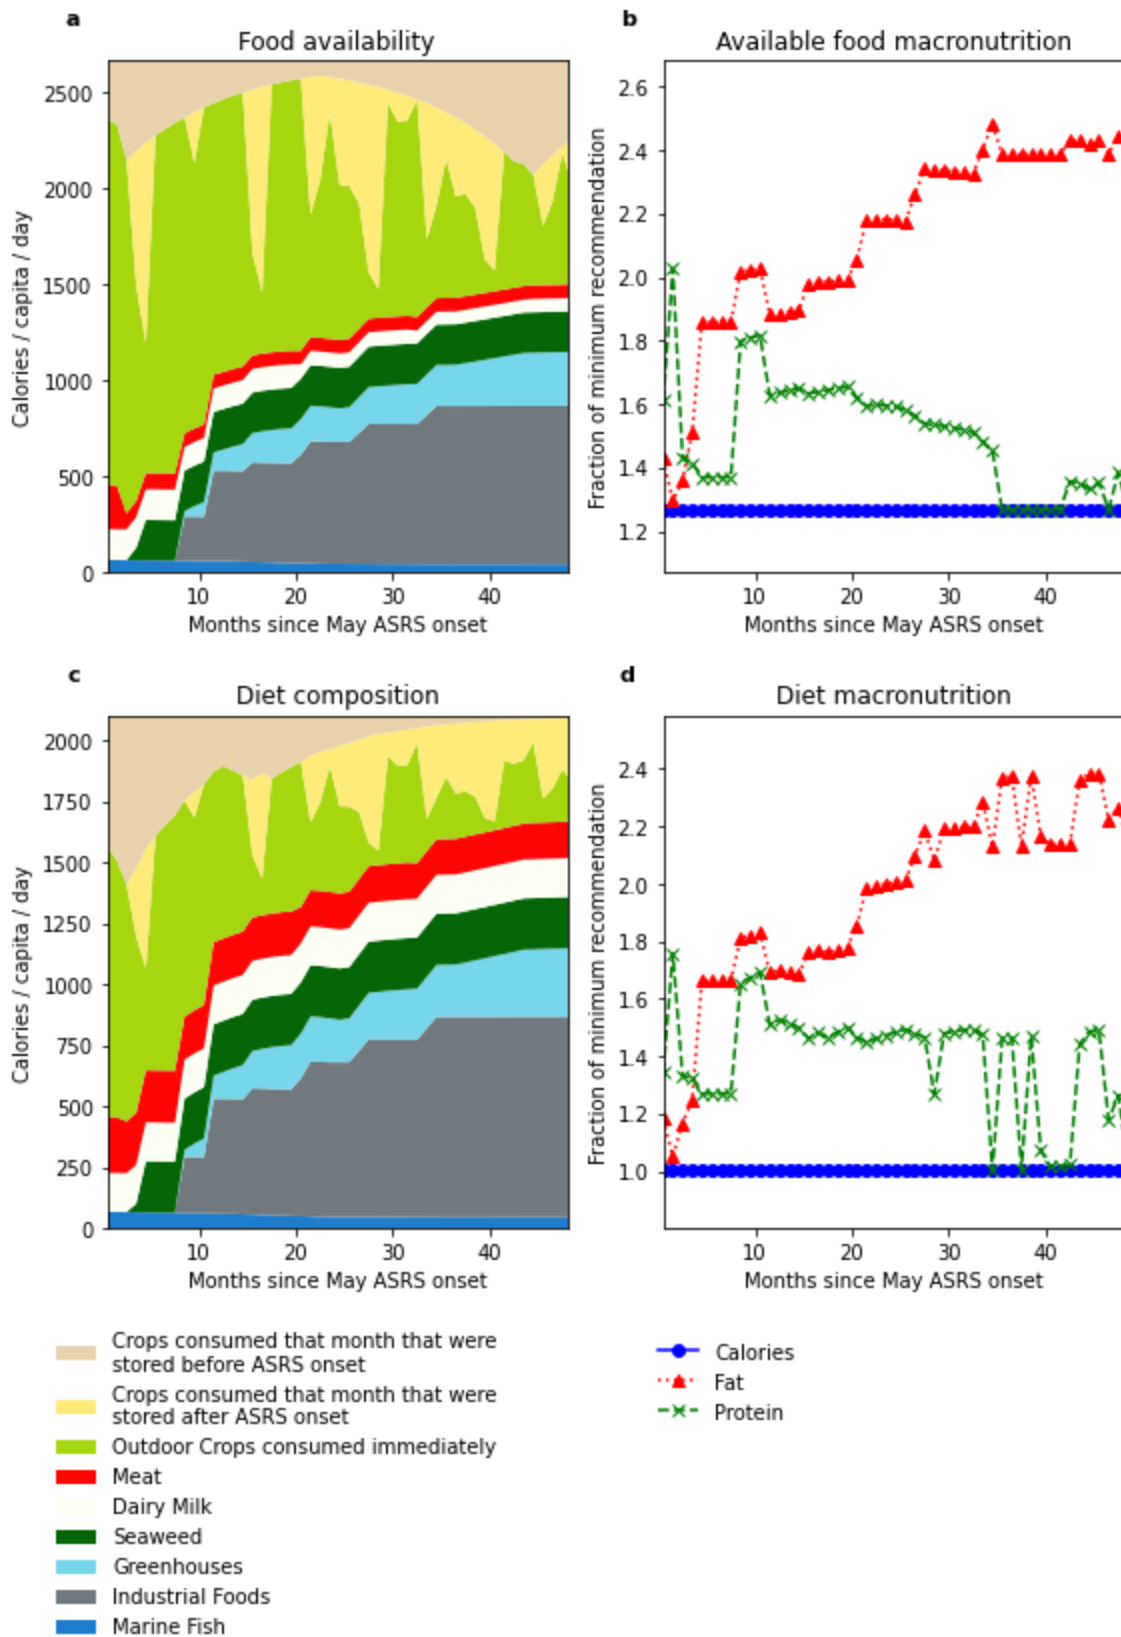 a
Food availability
2500
2000
1500
1000
500
0
Calories / capita / day
10 20 30 40
Months since May ASRS onset
b
Available food macronutrition
2.6
2.4
2.2
2.0
1.8
1.6
1.4
1.2
Fraction of minimum recommendation
10 20 30 40
Months since May ASRS onset
c
Diet composition
2000
1750
1500
1250
1000
750
500
250
0
Calories / capita / day
10 20 30 40
Months since May ASRS onset
d
Diet macronutrition
2.4
2.2
2.0
1.8
1.6
1.4
1.2
1.0
Fraction of minimum recommendation
10 20 30 40
Months since May ASRS onset
Crops consumed that month that were
stored before ASRS onset
Crops consumed that month that were
stored after ASRS onset
Outdoor Crops consumed immediately
Meat
Dairy Milk
Seaweed
Greenhouses
Industrial Foods
Marine Fish
Calories
Fat
Protein